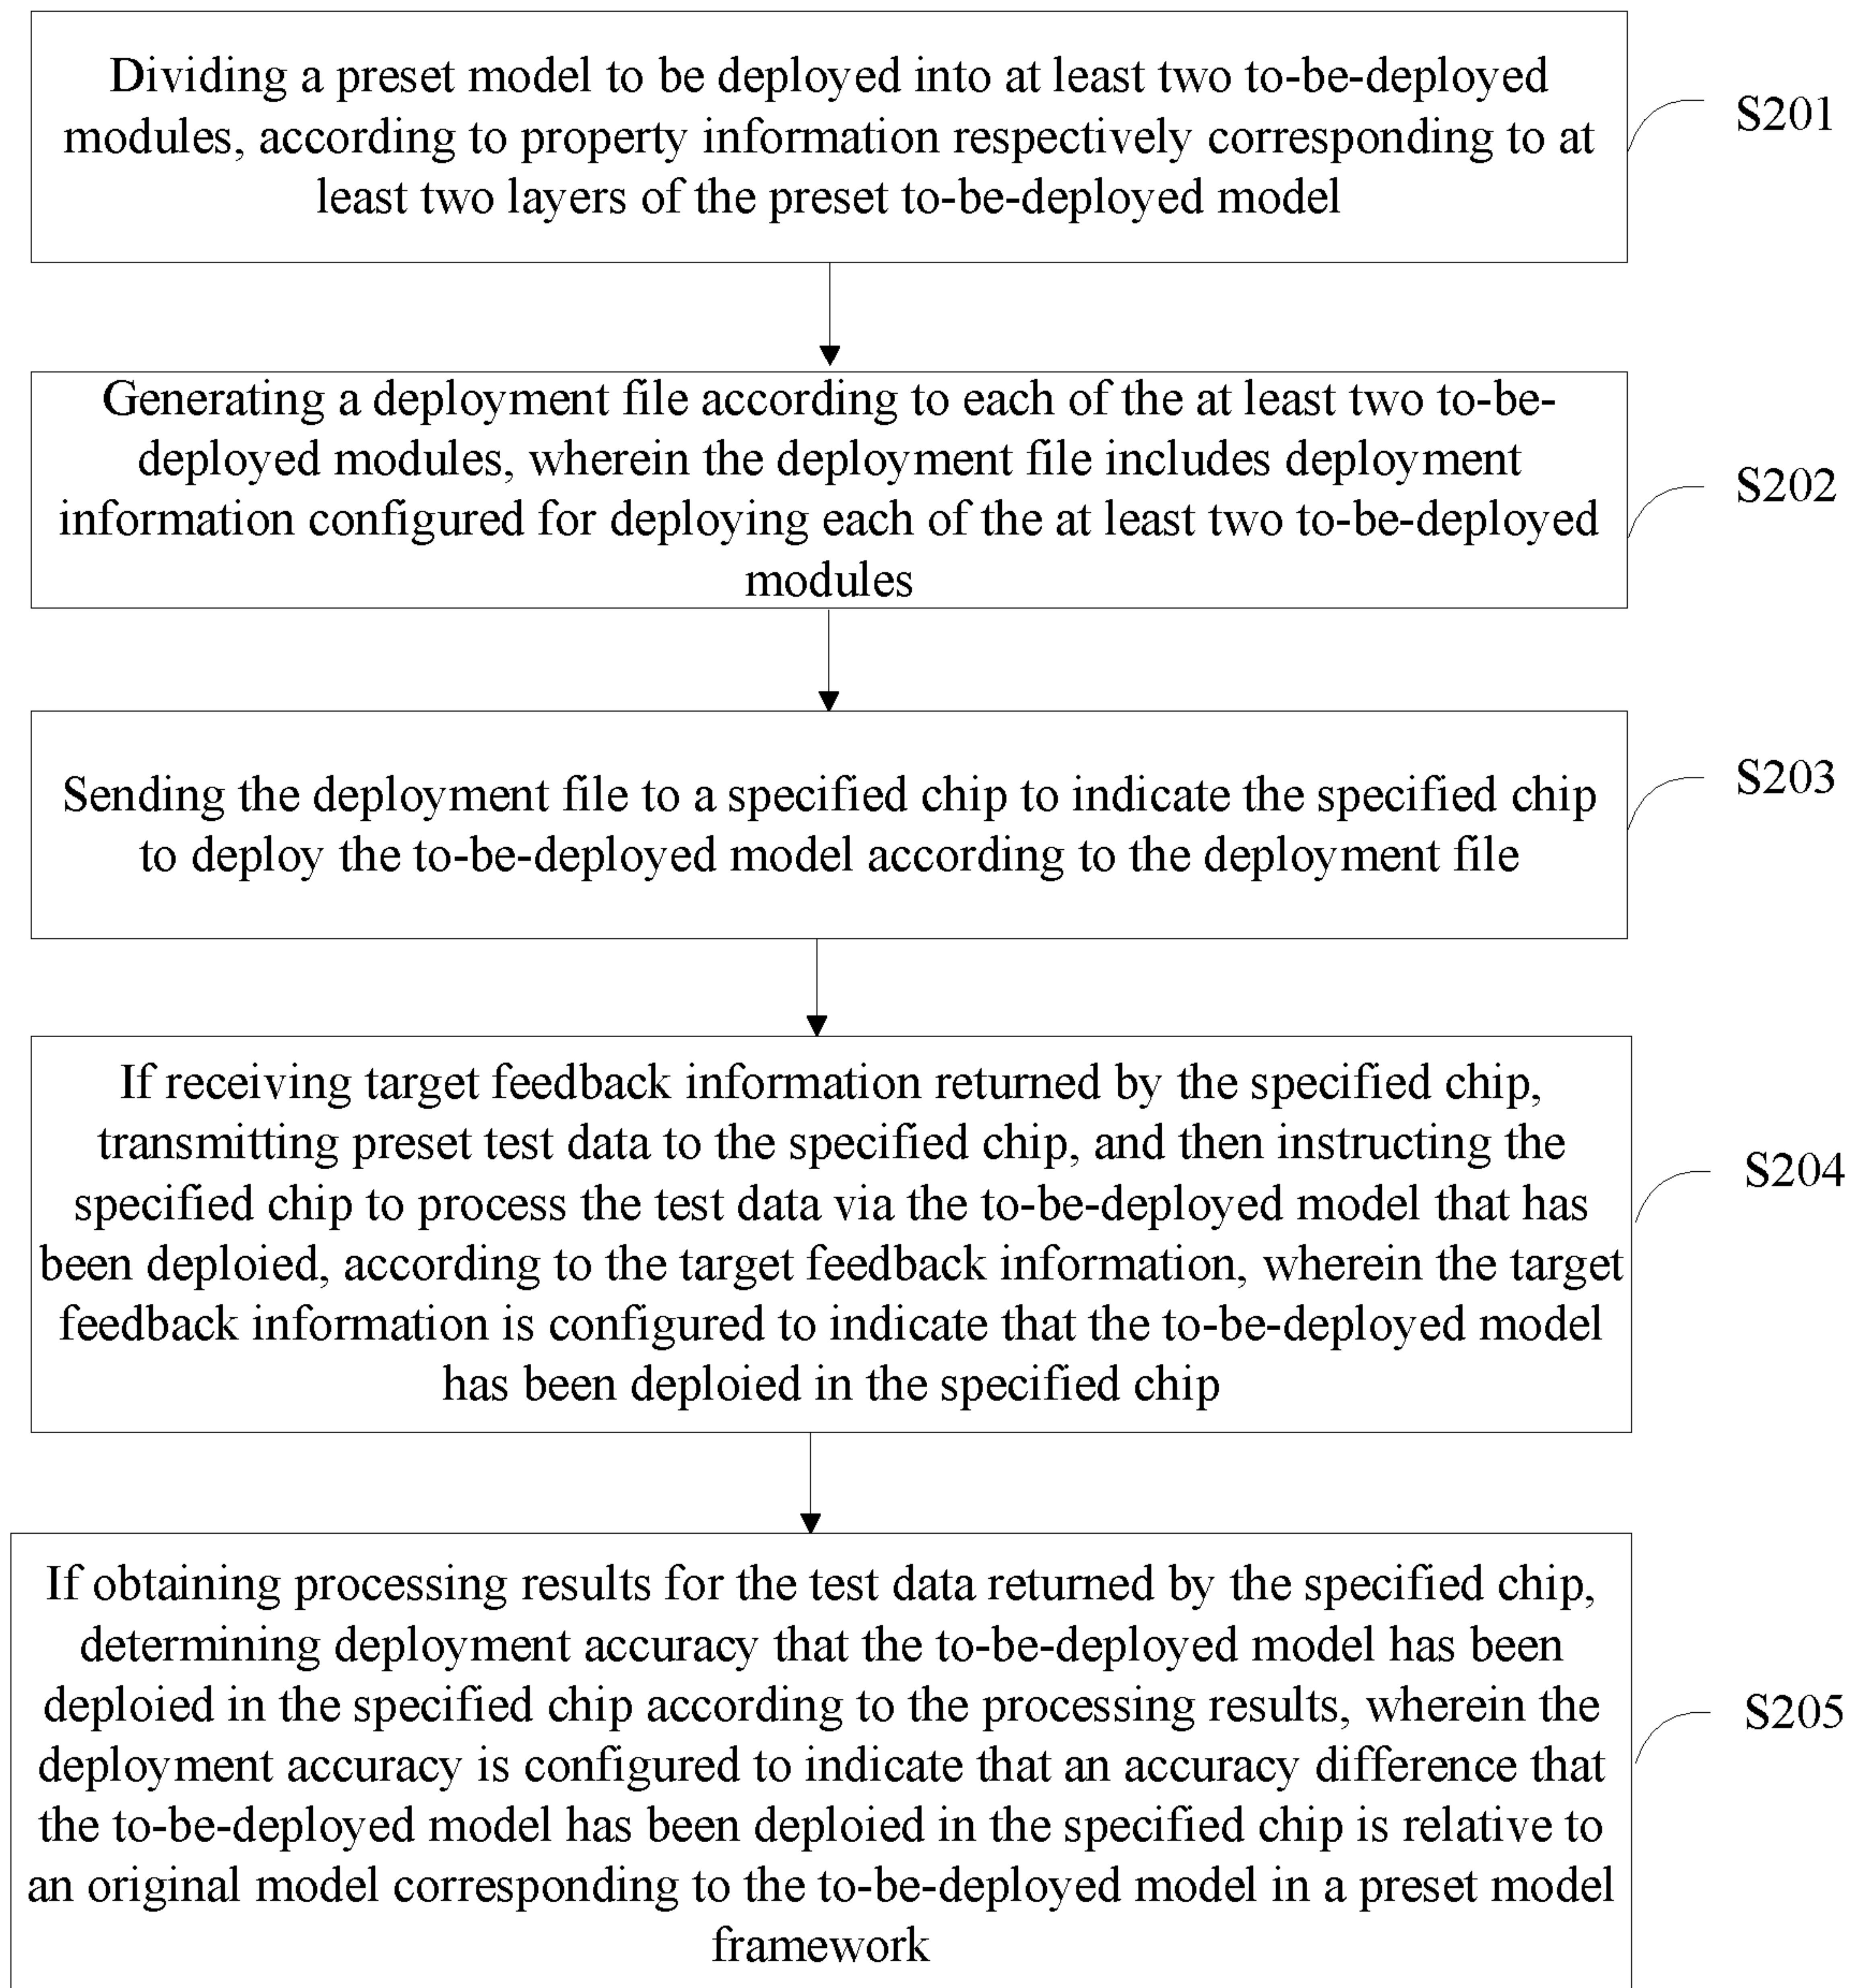 Dividing a preset model to be deployed into at least two to-be-deployed
modules, according to property information respectively corresponding to at
least two layers of the preset to-be-deployed model
S201
Generating a deployment file according to each of the at least two to-be-
deployed modules, wherein the deployment file includes deployment
information configured for deploying each of the at least two to-be-deployed
modules
S202
Sending the deployment file to a specified chip to indicate the specified chip
to deploy the to-be-deployed model according to the deployment file
S203
If receiving target feedback information returned by the specified chip,
transmitting preset test data to the specified chip, and then instructing the
specified chip to process the test data via the to-be-deployed model that has
been deploied, according to the target feedback information, wherein the target
feedback information is configured to indicate that the to-be-deployed model
has been deploied in the specified chip
S204
If obtaining processing results for the test data returned by the specified chip,
determining deployment accuracy that the to-be-deployed model has been
deploied in the specified chip according to the processing results, wherein the
deployment accuracy is configured to indicate that an accuracy difference that
the to-be-deployed model has been deploied in the specified chip is relative to
an original model corresponding to the to-be-deployed model in a preset model
framework
S205